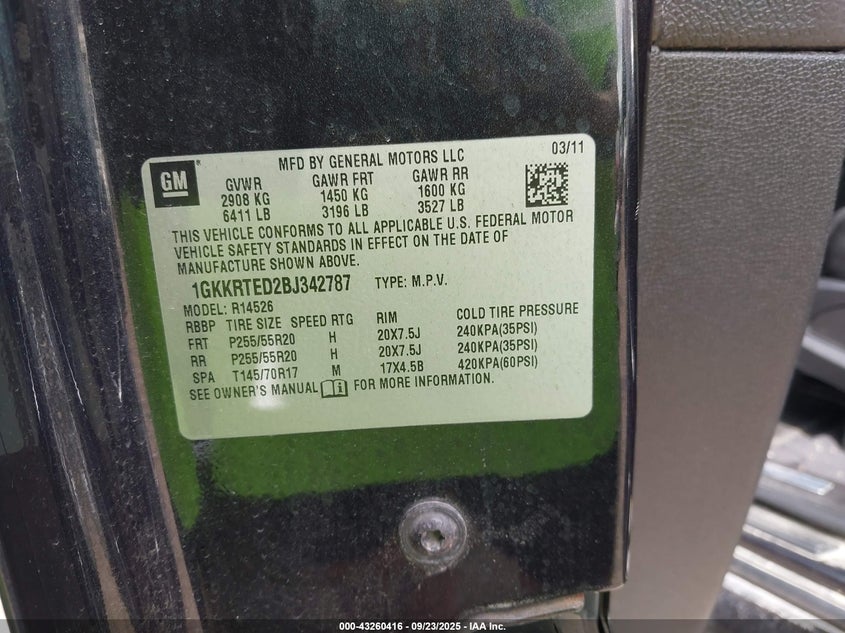 GM
MFD BY GENERAL MOTORS LLC 03/11
GVWR GAWR FRT GAWR RR
2908 KG 1450 KG 1600 KG
6411 LB 3196 LB 3527 LB
THIS VEHICLE CONFORMS TO ALL APPLICABLE U.S. FEDERAL MOTOR
VEHICLE SAFETY STANDARDS IN EFFECT ON THE DATE OF
MANUFACTURE SHOWN ABOVE.
1GKKRTED2BJ342787 TYPE: M.P.V.
MODEL: R14526
RBBP TIRE SIZE SPEED RTG RIM COLD TIRE PRESSURE
FRT P255/55R20 H 20X7.5J 240KPA(35PSI)
RR P255/55R20 H 20X7.5J 240KPA(35PSI)
SPA T145/70R17 M 17X4.5B 420KPA(60PSI)
SEE OWNER'S MANUAL FOR MORE INFORMATION.
000-43260416 - 09/23/2025 - IAA Inc.